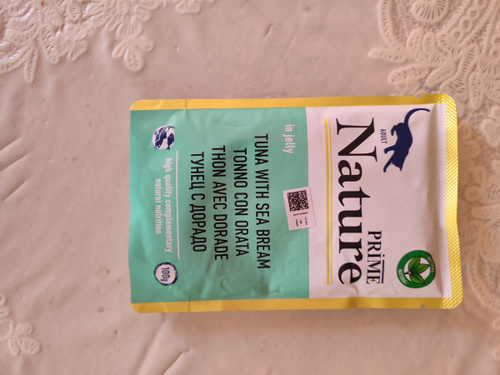 PRIME
Nature
ADULT
in jelly
TUNA WITH SEA BREAM
TONNO CON ORATA
THON AVEC DORADE
ТУНЕЦ С ДОРАДО
high quality complementary
natural nutrition
100g